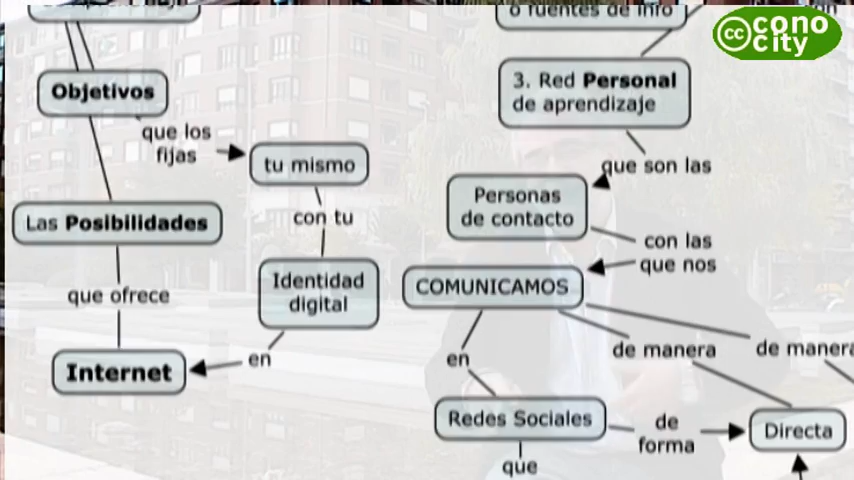 o fuentes de info
cc cono
city
3. Red Personal
de aprendizaje
Objetivos
que los
fijas
tu mismo
que son las
Personas
de contacto
Las Posibilidades
con tu
con las
que nos
Identidad
digital
COMUNICAMOS
que ofrece
en
Internet
en
de manera
de manera
Redes Sociales
de
forma
Directa
que